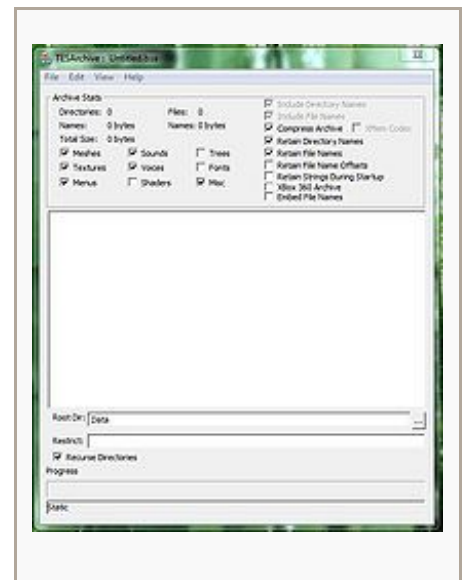 TESArchive : Untitled.bsa
File Edit View Help
Archive Stats
Directories: 0 Files: 0
Names: 0 bytes Names: 0 bytes
Total Size: 0 bytes
Meshes Sounds Trees
Textures Voices Fonts
Menus Shaders Misc
Include Directory Names
Include File Names
Compress Archive XMem Codec
Retain Directory Names
Retain File Names
Retain File Name Offsets
Retain Strings During Startup
XBox 360 Archive
Embed File Names
Root Dir: Data ...
Restrict:
Recurse Directories
Progress
Static